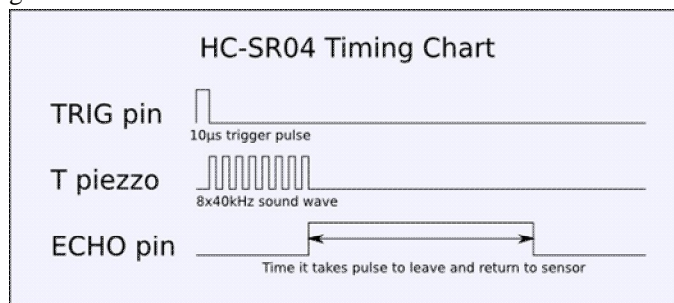 HC-SR04 Timing Chart
TRIG pin
10µs trigger pulse
T piezzo
8x40kHz sound wave
ECHO pin
Time it takes pulse to leave and return to sensor